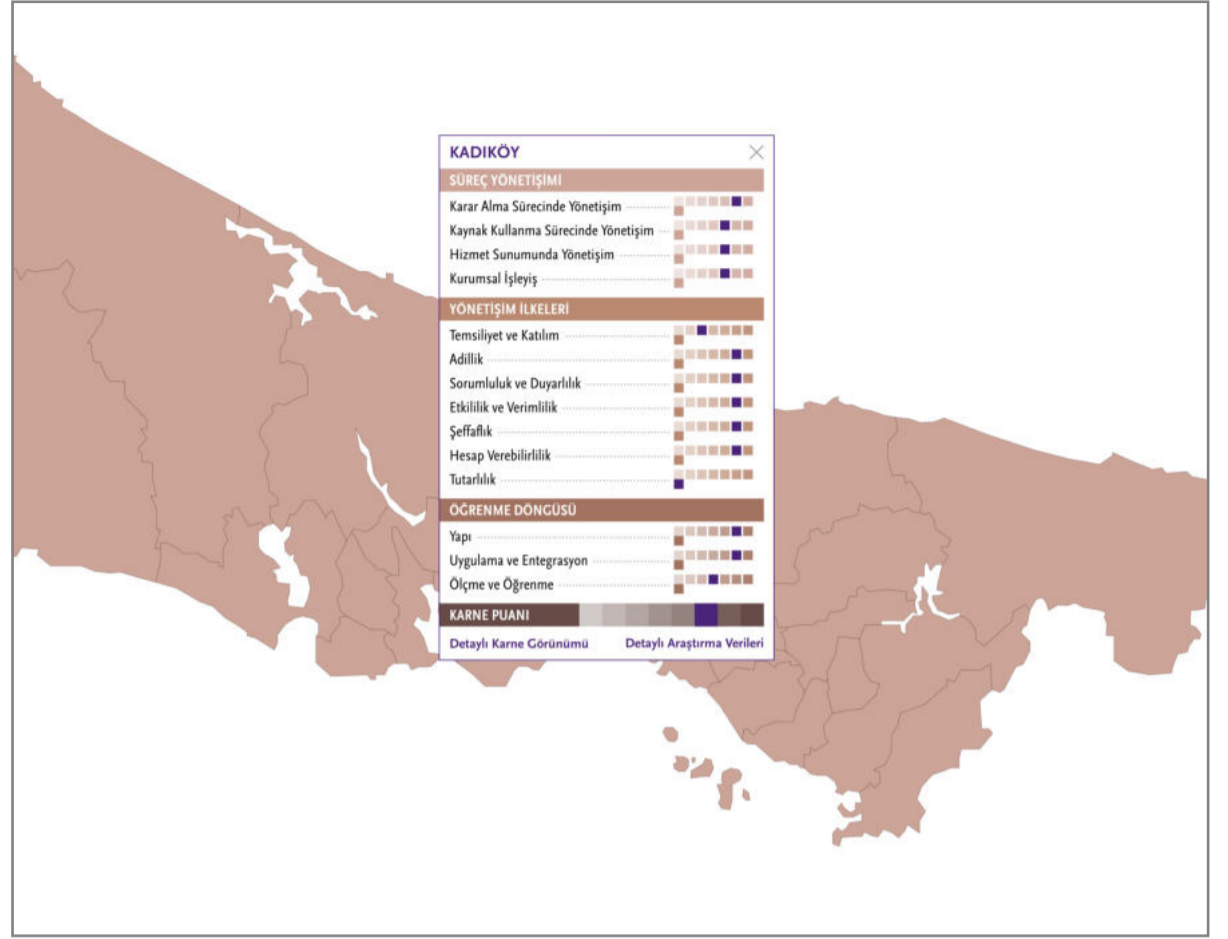 KADIKÖY
SÜREÇ YÖNETİŞİMİ
Karar Alma Sürecinde Yönetişim
Kaynak Kullanma Sürecinde Yönetişim
Hizmet Sunumunda Yönetişim
Kurumsal İşleyiş
YÖNETİŞİM İLKELERİ
Temsiliyet ve Katılım
Adillik
Sorumluluk ve Duyarlılık
Etkililik ve Verimlilik
Şeffaflık
Hesap Verebilirlilik
Tutarlılık
ÖĞRENME DÖNGÜSÜ
Yapı
Uygulama ve Entegrasyon
Ölçme ve Öğrenme
KARNE PUANI
Detaylı Karne Görünümü Detaylı Araştırma Verileri